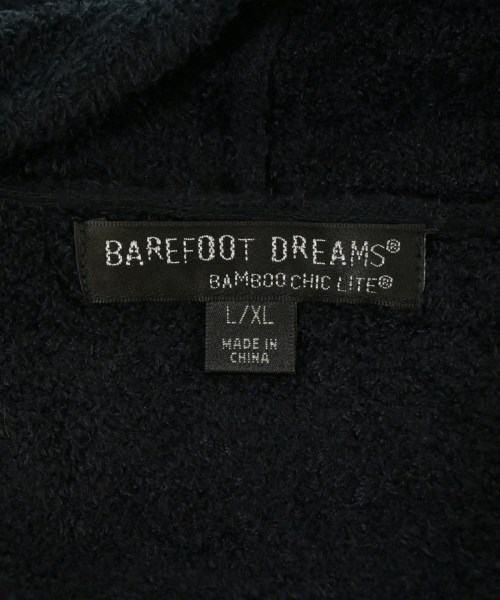 BAREFOOT DREAMS®
BAMBOO CHIC LITE®
L/XL
MADE IN
CHINA